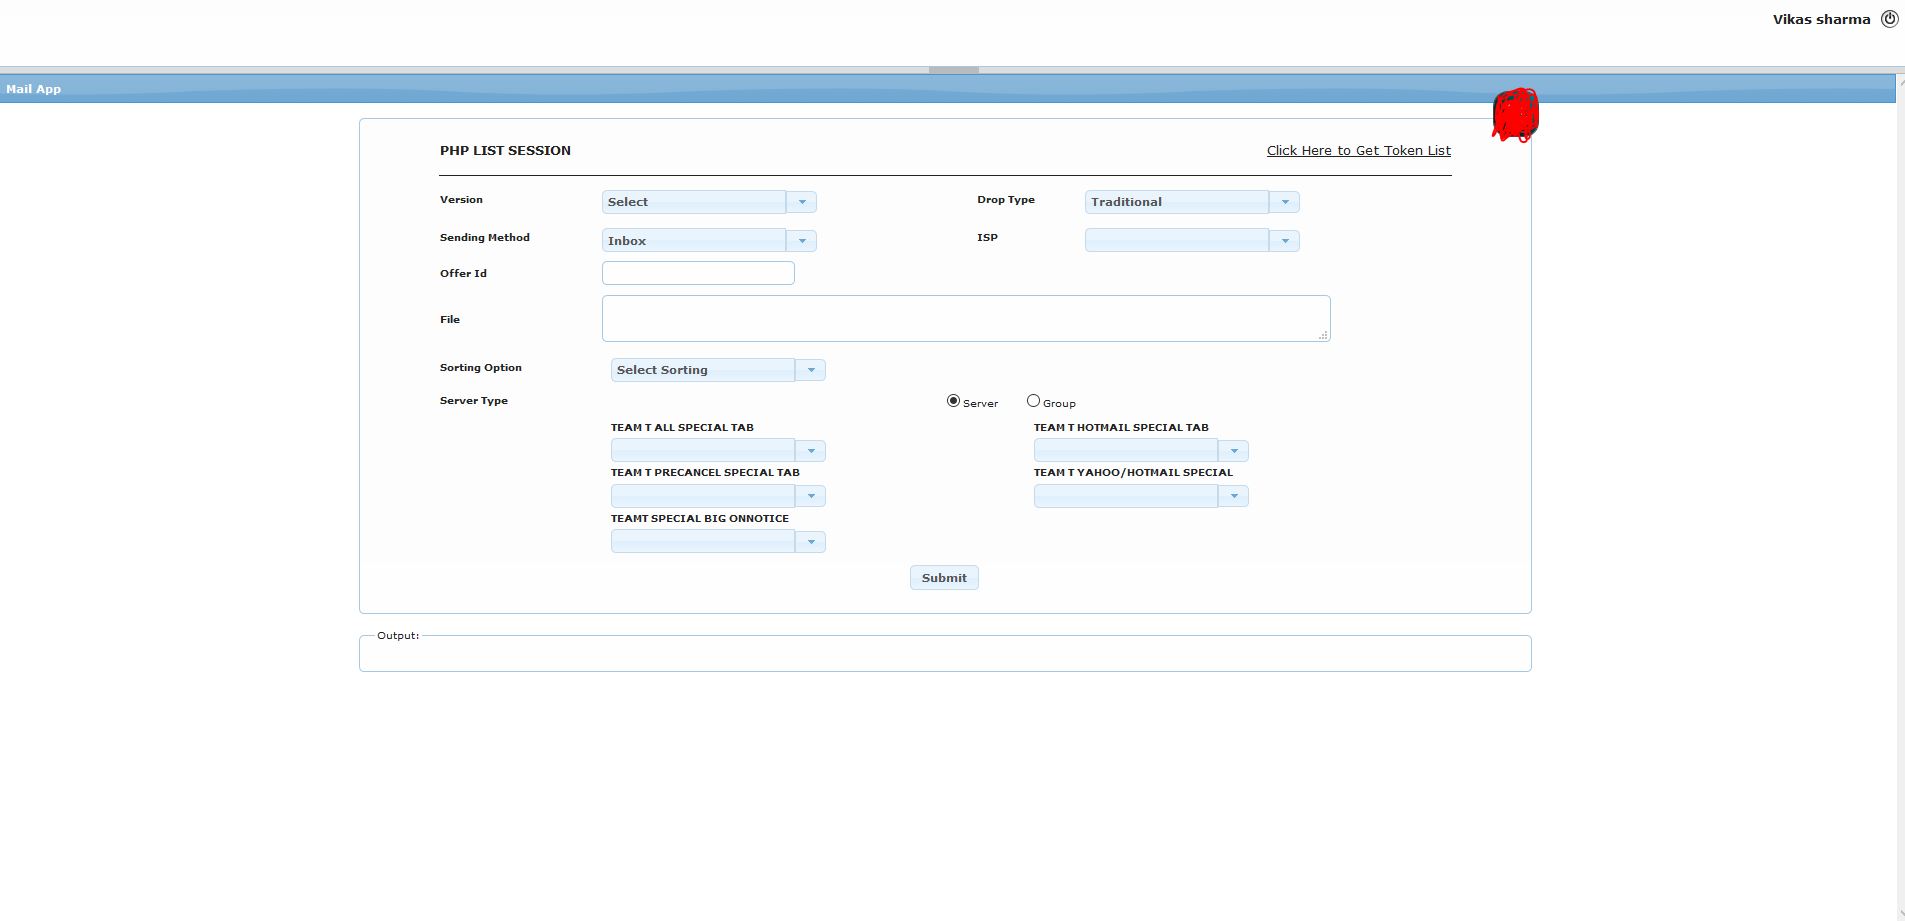 Vikas sharma
Mail App
PHP LIST SESSION
Click Here to Get Token List
Version
Select
Drop Type
Traditional
Sending Method
Inbox
ISP
Offer Id
File
Sorting Option
Select Sorting
Server Type
Server
Group
TEAM T ALL SPECIAL TAB
TEAM T HOTMAIL SPECIAL TAB
TEAM T PRECANCEL SPECIAL TAB
TEAM T YAHOO/HOTMAIL SPECIAL
TEAMT SPECIAL BIG ONNOTICE
Submit
Output: